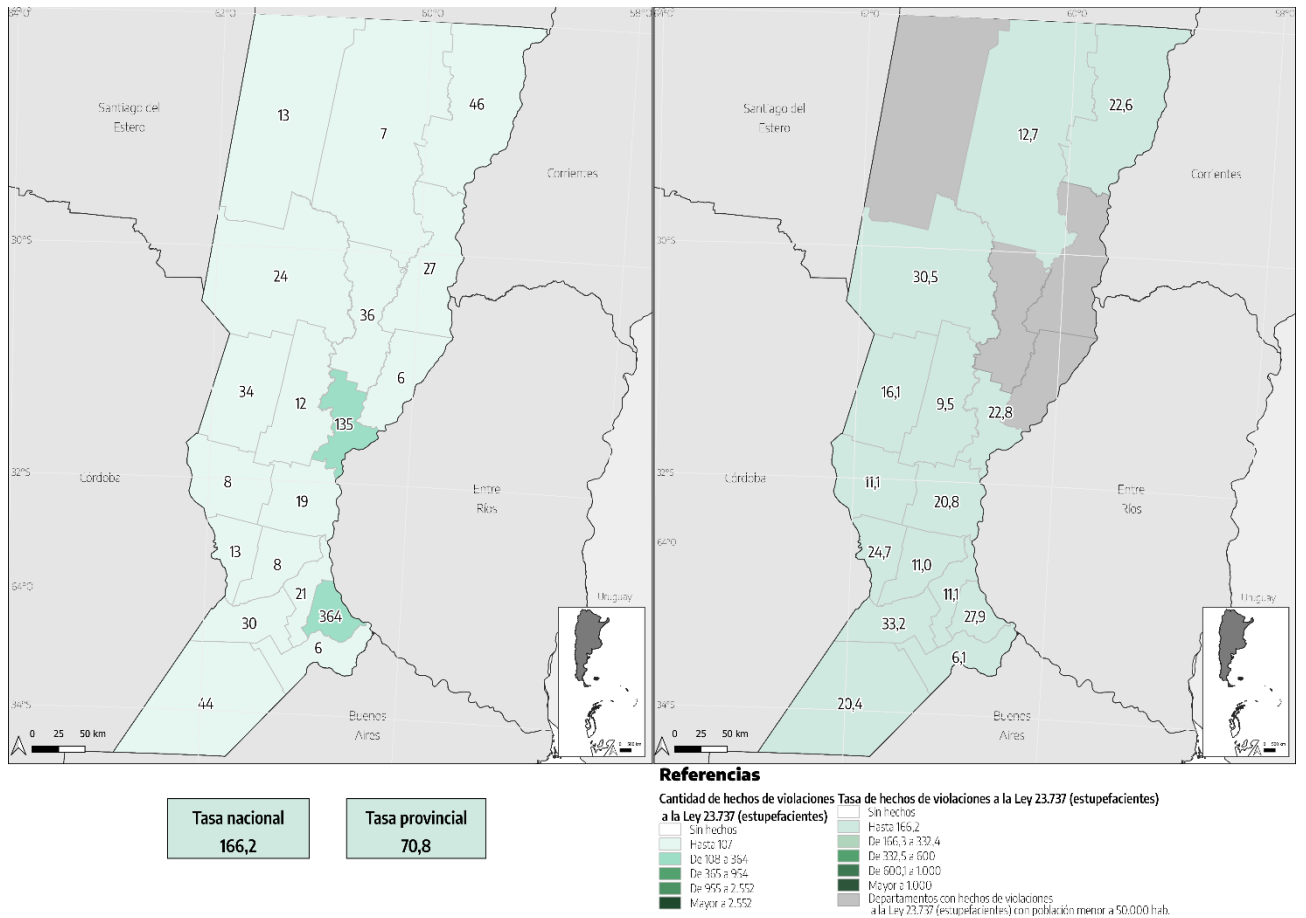 64°O
62°O
60°O
58°O
Santiago del
Estero
13
7
46
Corrientes
30°S
24
27
36
34
12
6
135
32°S
Córdoba
8
19
Entre
Ríos
13
8
64°O
21
364
30
6
Uruguay
44
34°S
Buenos
Aires
0 25 50 km
64°O
62°O
60°O
58°O
Santiago del
Estero
12,7
22,6
Corrientes
30°S
30,5
16,1
9,5
22,8
32°S
Córdoba
11,1
20,8
Entre
Ríos
64°O
24,7
11,0
11,1
27,9
33,2
6,1
Uruguay
20,4
34°S
Buenos
Aires
0 25 50 km
Tasa nacional
166,2
Tasa provincial
70,8
Referencias
Cantidad de hechos de violaciones
a la Ley 23.737 (estupefacientes)
Sin hechos
Hasta 107
De 108 a 364
De 365 a 954
De 955 a 2.552
Mayor a 2.552
Tasa de hechos de violaciones a la Ley 23.737 (estupefacientes)
Sin hechos
Hasta 166,2
De 166,3 a 332,4
De 332,5 a 600
De 600,1 a 1.000
Mayor a 1.000
Departamentos con hechos de violaciones
a la Ley 23.737 (estupefacientes) con población menor a 50.000 hab.